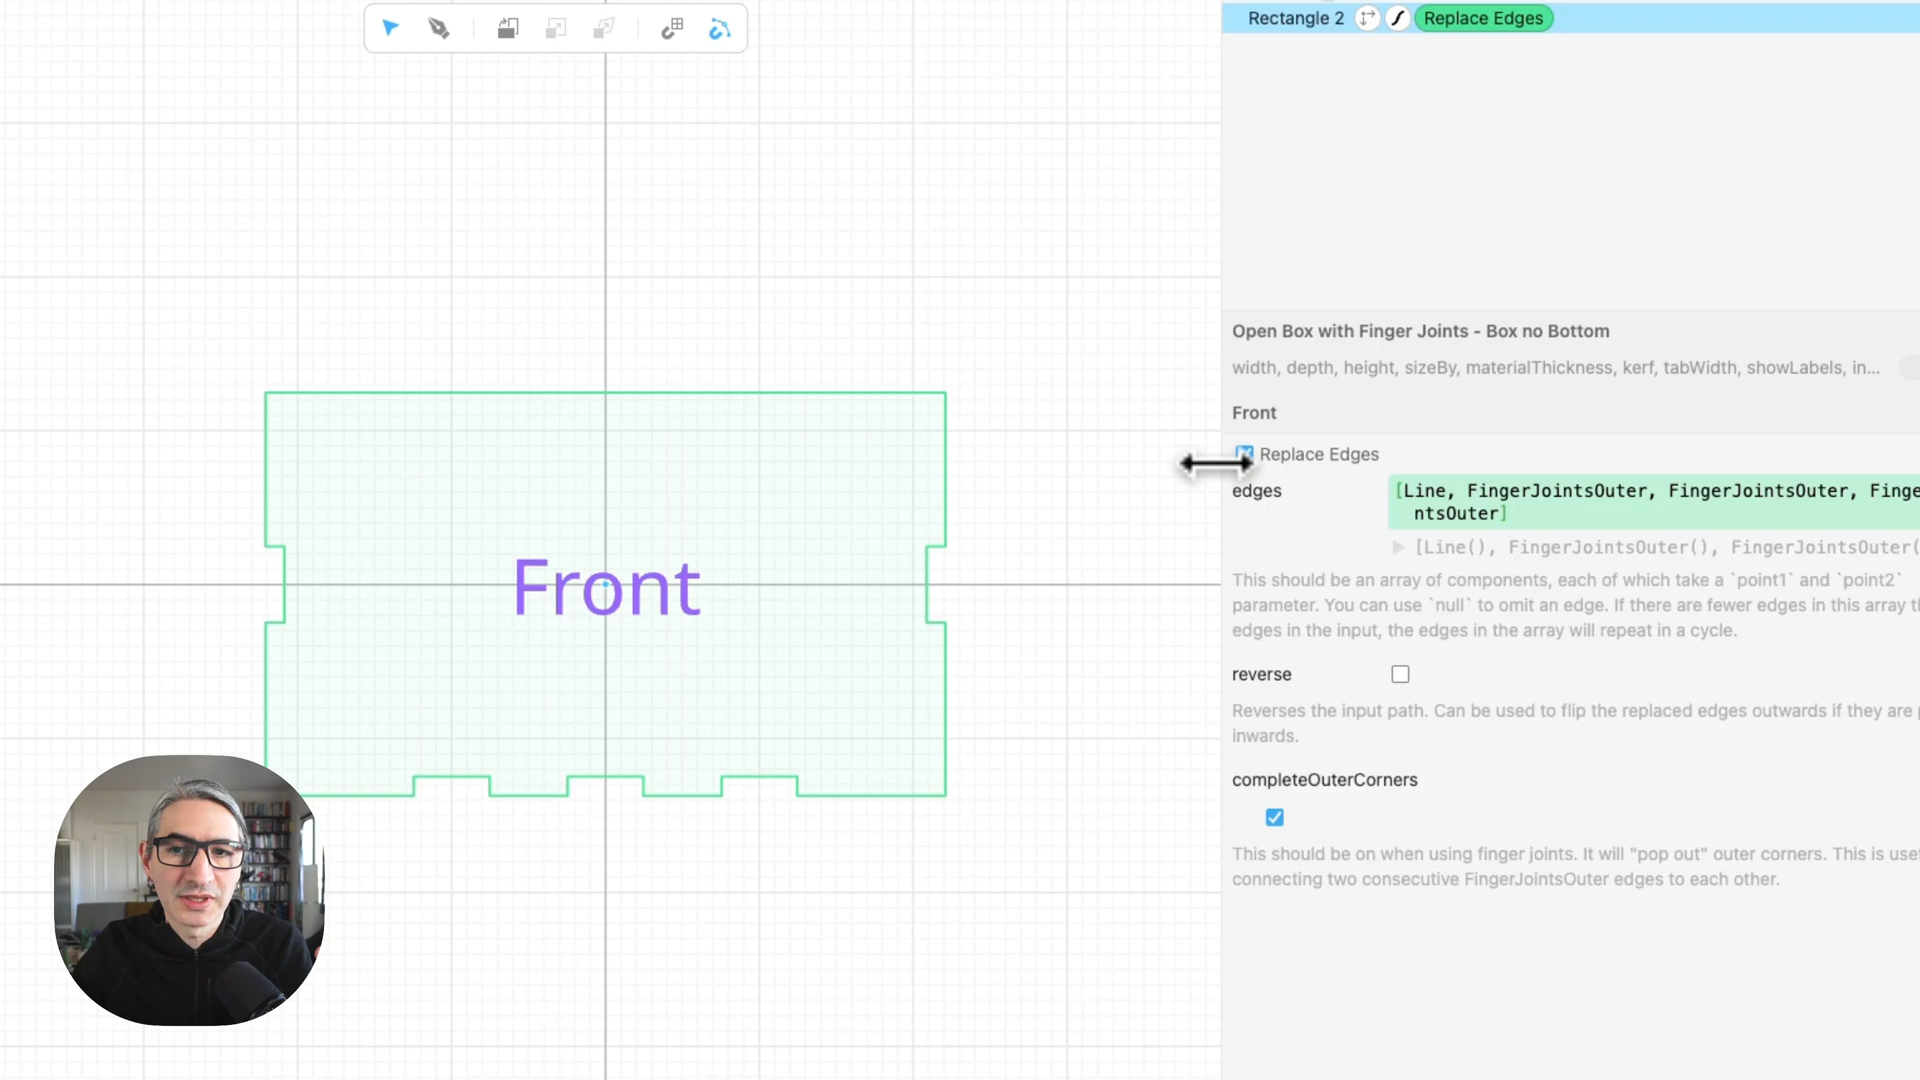 Rectangle 2 Replace Edges
Open Box with Finger Joints - Box no Bottom
width, depth, height, sizeBy, materialThickness, kerf, tabWidth, showLabels, in...
Front
Replace Edges
edges
[Line, FingerJointsOuter, FingerJointsOuter, Finge
ntsOuter]
[Line(), FingerJointsOuter(), FingerJointsOuter(
This should be an array of components, each of which take a `point1` and `point2`
parameter. You can use `null` to omit an edge. If there are fewer edges in this array t
edges in the input, the edges in the array will repeat in a cycle.
reverse
Reverses the input path. Can be used to flip the replaced edges outwards if they are
inwards.
completeOuterCorners
This should be on when using finger joints. It will "pop out" outer corners. This is use
connecting two consecutive FingerJointsOuter edges to each other.
Front